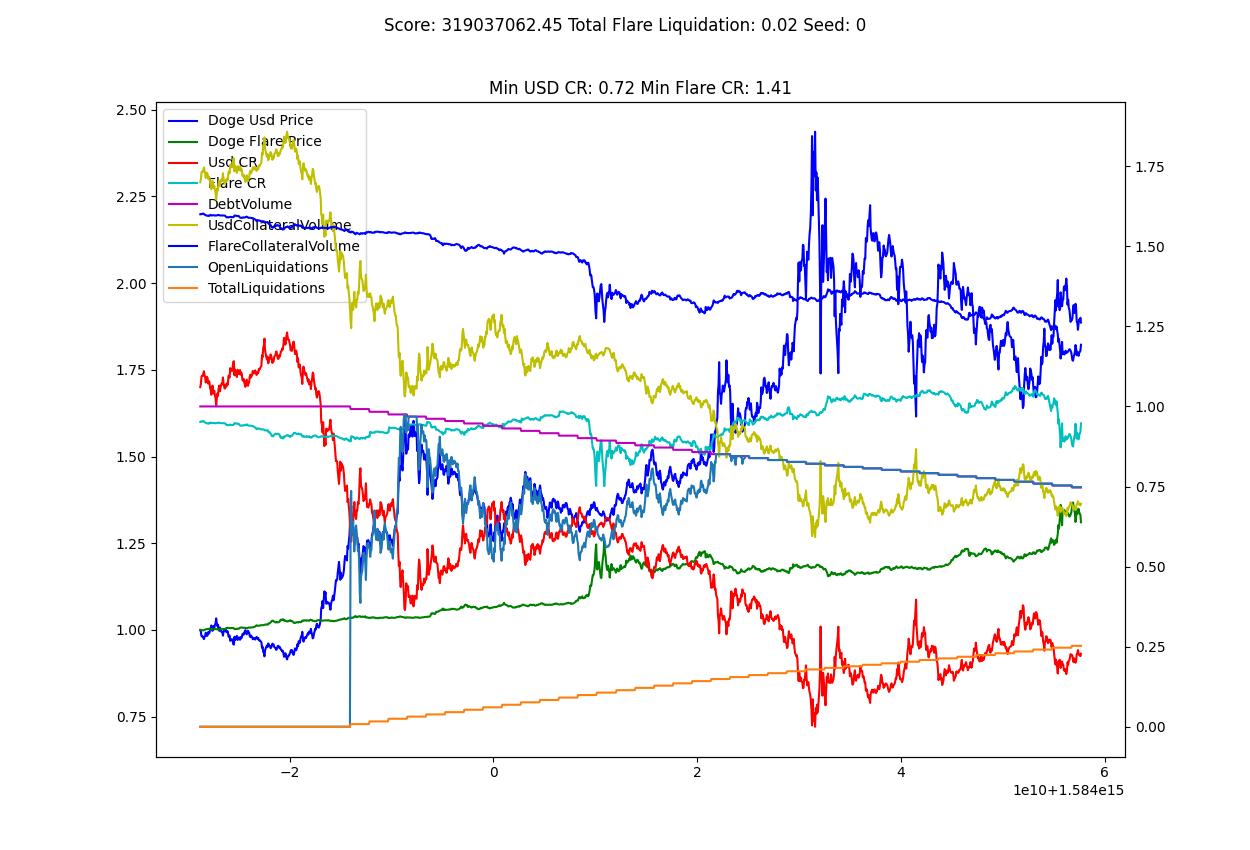 Score: 319037062.45 Total Flare Liquidation: 0.02 Seed: 0
Min USD CR: 0.72 Min Flare CR: 1.41
2.50
2.25
2.00
1.75
1.50
1.25
1.00
0.75
Doge Usd Price
Doge Flare Price
Usd CR
Flare CR
DebtVolume
UsdCollateralVolume
FlareCollateralVolume
OpenLiquidations
TotalLiquidations
1.75
1.50
1.25
1.00
0.75
0.50
0.25
0.00
−2 0 2 4 6
1e10+1.584e15